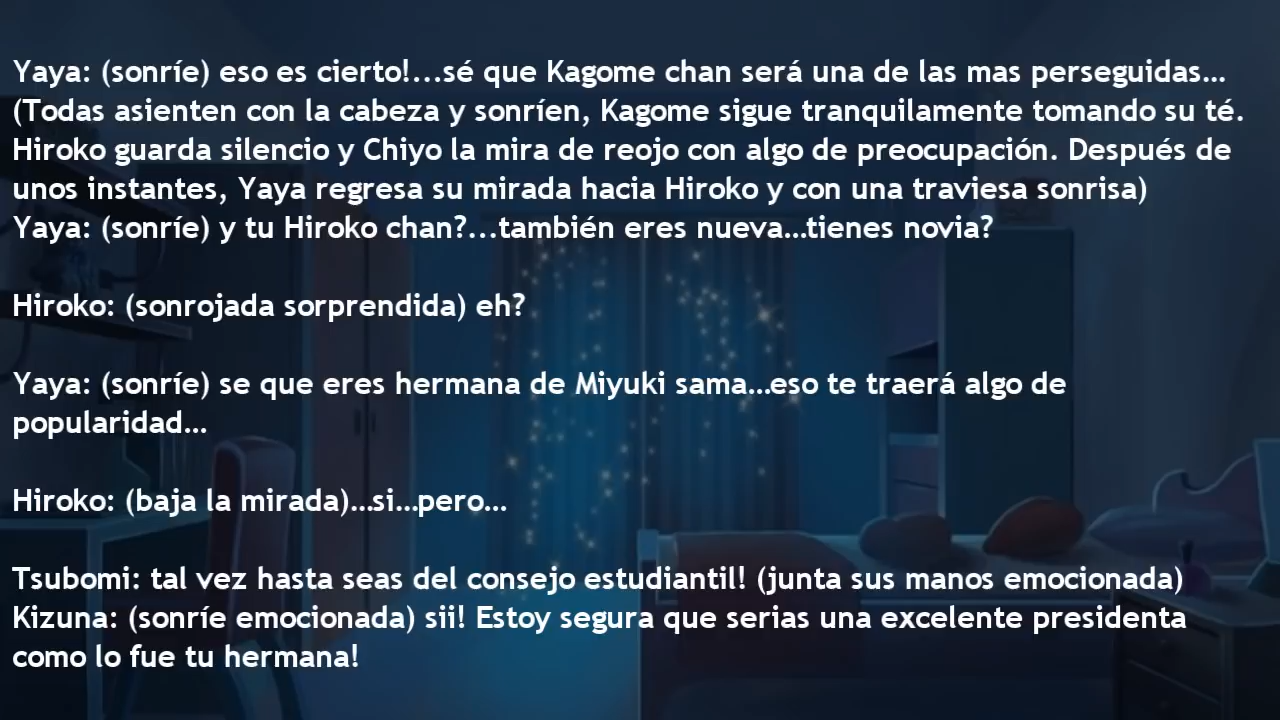 Yaya: (sonríe) eso es cierto!...sé que Kagome chan será una de las mas perseguidas...
(Todas asienten con la cabeza y sonríen, Kagome sigue tranquilamente tomando su té.
Hiroko guarda silencio y Chiyo la mira de reojo con algo de preocupación. Después de
unos instantes, Yaya regresa su mirada hacia Hiroko y con una traviesa sonrisa)
Yaya: (sonríe) y tu Hiroko chan?...también eres nueva...tienes novia?
Hiroko: (sonrojada sorprendida) eh?
Yaya: (sonríe) se que eres hermana de Miyuki sama...eso te traerá algo de
popularidad...
Hiroko: (baja la mirada)...si...pero...
Tsubomi: tal vez hasta seas del consejo estudiantil! (junta sus manos emocionada)
Kizuna: (sonríe emocionada) sii! Estoy segura que serias una excelente presidenta
como lo fue tu hermana!